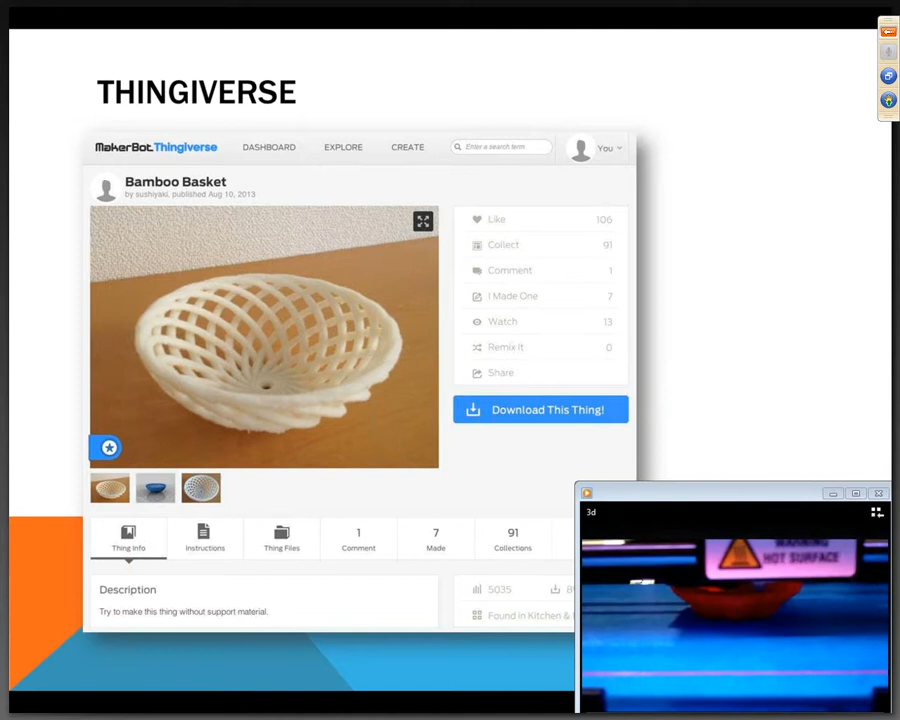 THINGIVERSE
MakerBot.Thingiverse DASHBOARD EXPLORE CREATE Enter a search term You
Bamboo Basket
by sushiyaki, published Aug 10, 2013
Like 106
Collect 91
Comment 1
I Made One 7
Watch 13
Remix It 0
Share
Download This Thing!
Thing Info
Instructions
Thing Files
1
Comment
7
Made
91
Collections
Description
Try to make this thing without support material.
5035
Found in Kitchen &
3d
WARNING
HOT SURFACE